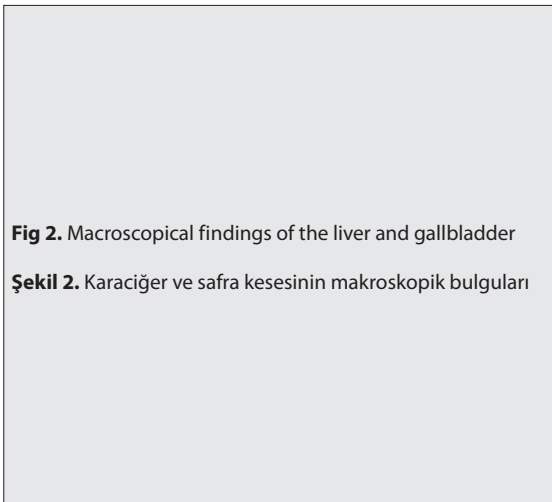 Fig 2. Macroscopical findings of the liver and gallbladder
Şekil 2. Karaciğer ve safra kesesinin makroskopik bulguları